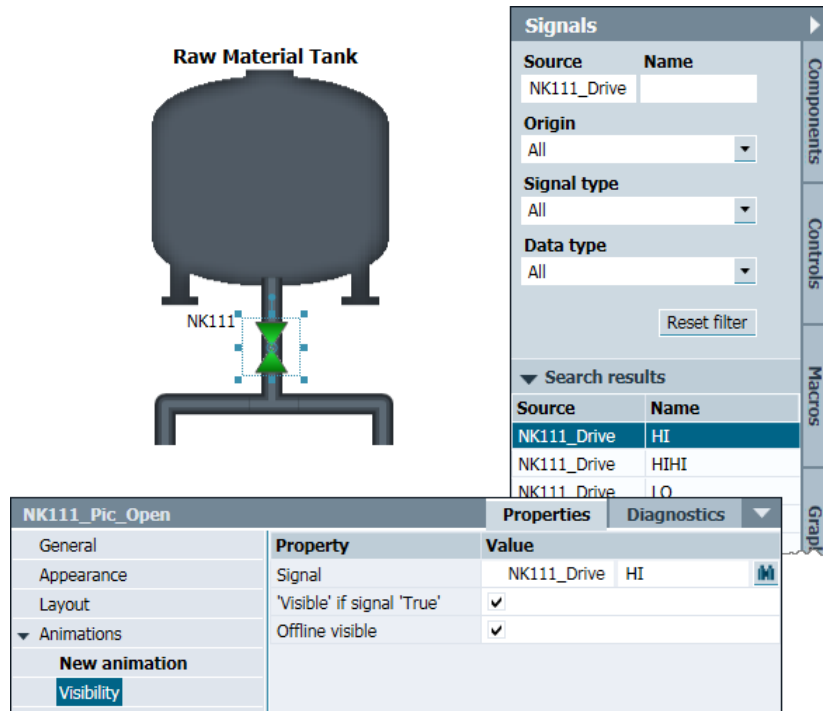 Raw Material Tank
NK111
Signals
Source Name
NK111_Drive
Origin
All
Signal type
All
Data type
All
Reset filter
Search results
Source Name
NK111_Drive HI
NK111_Drive HIHI
NK111_Drive LO
Components
Controls
Macros
NK111_Pic_Open Properties Diagnostics
General
Appearance
Layout
Animations
New animation
Visibility
Property Value
Signal NK111_Drive HI
'Visible' if signal 'True'
Offline visible